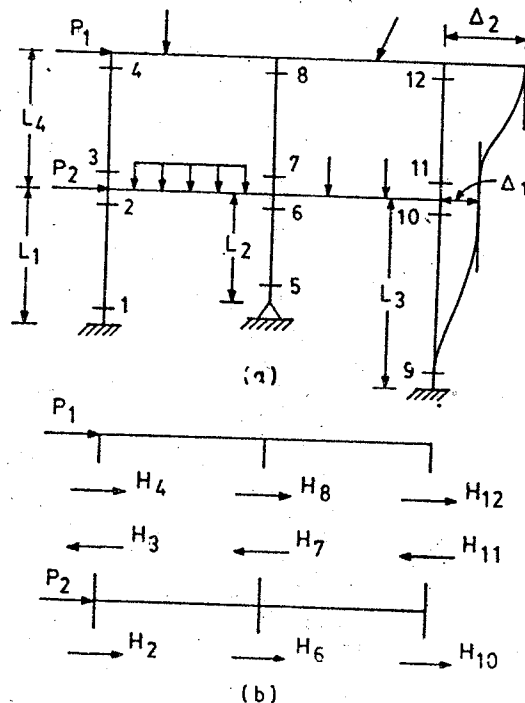 P₁
Δ₂
4
8
12
L₄
P₂
3
7
11
2
6
10
Δ₁
L₁
L₂
L₃
1
5
9
(a)
P₁
H₄
H₈
H₁₂
H₃
H₇
H₁₁
P₂
H₂
H₆
H₁₀
(b)